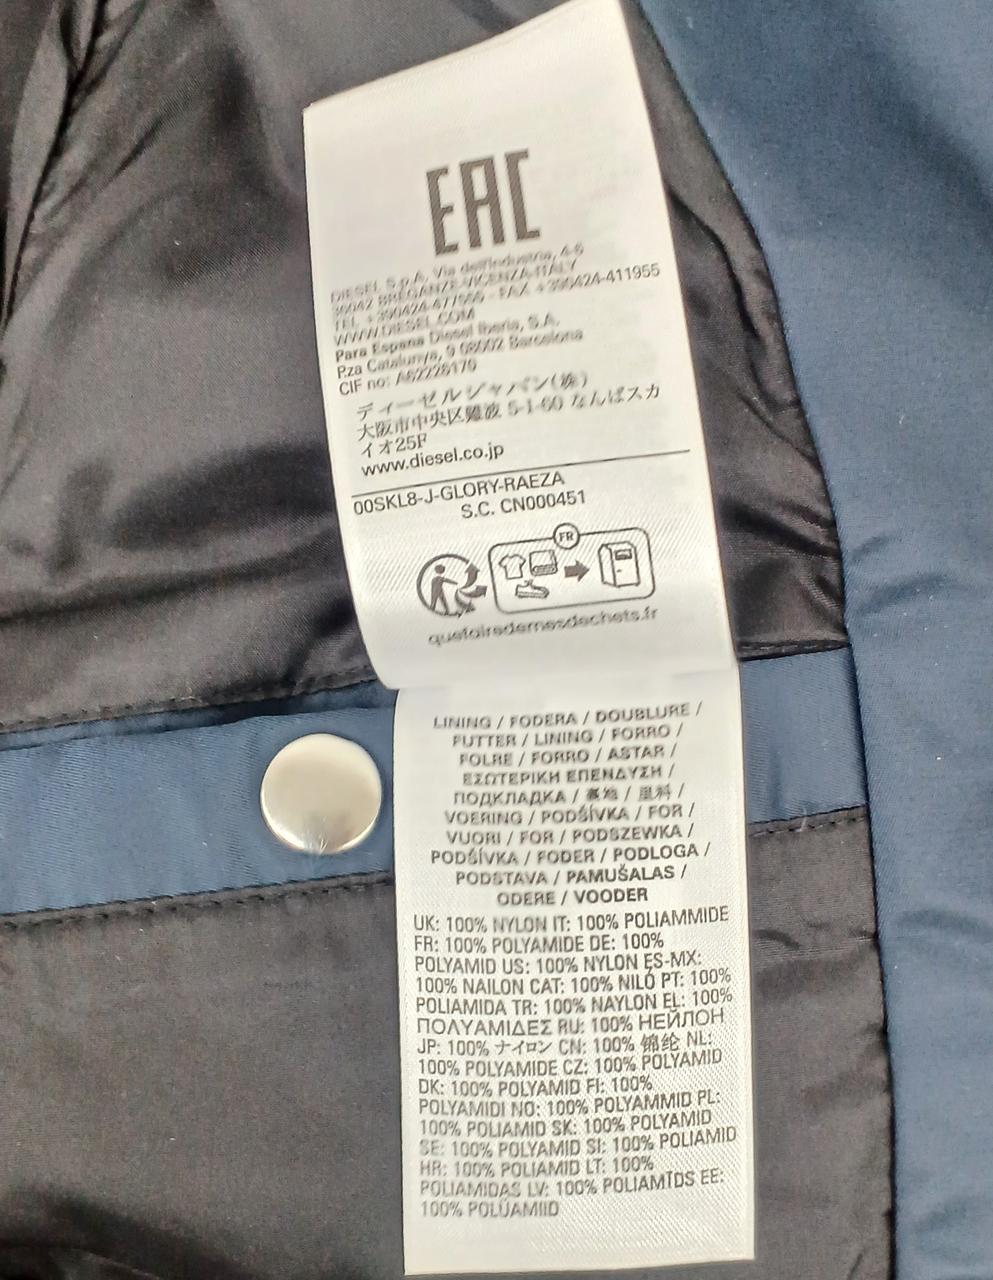 EAC
DIESEL S.p.A. Via dell'Industria, 4-6
36042 BREGANZE-VICENZA-ITALY
TEL +390424-477555 - FAX +390424-411955
WWW.DIESEL.COM
Para Espana Diesel Iberia, S.A.
P.za Catalunya, 9 08002 Barcelona
CIF no: A62226170
ディーゼルジャパン(株)
大阪市中央区難波 5-1-60 なんばスカ
イオ25F
www.diesel.co.jp
00SKL8-J-GLORY-RAEZA
S.C. CN000451
FR
quefairedemesdechets.fr
LINING / FODERA / DOUBLURE /
FUTTER / LINING / FORRO /
FOLRE / FORRO / ASTAR /
ΕΣΩΤΕΡΙΚΗ ΕΠΕΝΔΥΣΗ /
ПОДКЛАДКА / 裏地 / 里料 /
VOERING / PODŠÍVKA / FOR /
VUORI / FOR / PODSZEWKA /
PODŠÍVKA / FODER / PODLOGA /
PODSTAVA / PAMUŠALAS /
ODERE / VOODER
UK: 100% NYLON IT: 100% POLIAMMIDE
FR: 100% POLYAMIDE DE: 100%
POLYAMID US: 100% NYLON ES-MX:
100% NAILON CAT: 100% NILÓ PT: 100%
POLIAMIDA TR: 100% NAYLON EL: 100%
ΠΟΛΥΑΜΙΔΕΣ RU: 100% НЕЙЛОН
JP: 100% ナイロン CN: 100% 锦纶 NL:
100% POLYAMIDE CZ: 100% POLYAMID
DK: 100% POLYAMID FI: 100%
POLYAMIDI NO: 100% POLYAMMID PL:
100% POLIAMID SK: 100% POLYAMID
SE: 100% POLYAMID SI: 100% POLIAMID
HR: 100% POLIAMID LT: 100%
POLIAMIDAS LV: 100% POLIAMĪDS EE:
100% POLÜAMIID